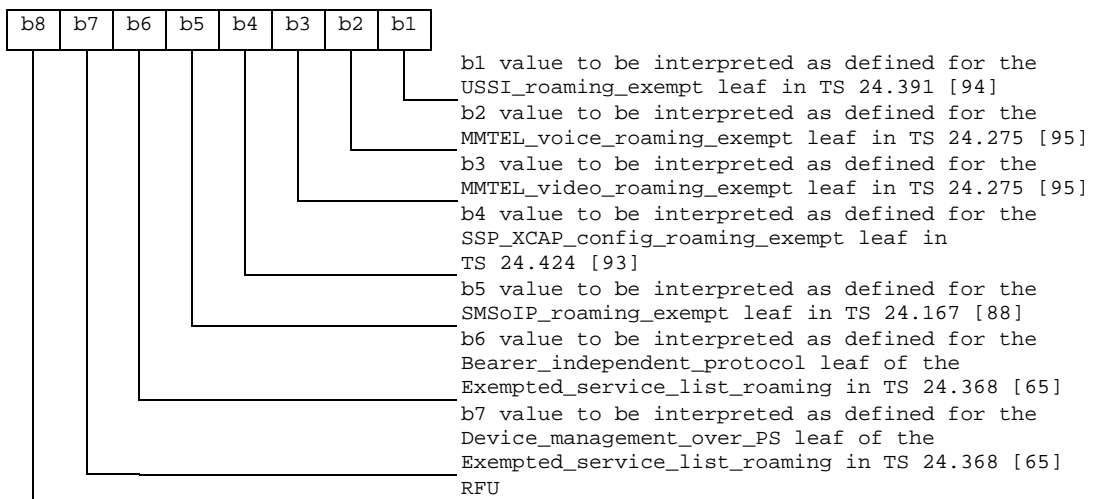 b8 b7 b6 b5 b4 b3 b2 b1
b1 value to be interpreted as defined for the
USSI_roaming_exempt leaf in TS 24.391 [94]
b2 value to be interpreted as defined for the
MMTEL_voice_roaming_exempt leaf in TS 24.275 [95]
b3 value to be interpreted as defined for the
MMTEL_video_roaming_exempt leaf in TS 24.275 [95]
b4 value to be interpreted as defined for the
SSP_XCAP_config_roaming_exempt leaf in
TS 24.424 [93]
b5 value to be interpreted as defined for the
SMSoIP_roaming_exempt leaf in TS 24.167 [88]
b6 value to be interpreted as defined for the
Bearer_independent_protocol leaf of the
Exempted_service_list_roaming in TS 24.368 [65]
b7 value to be interpreted as defined for the
Device_management_over_PS leaf of the
Exempted_service_list_roaming in TS 24.368 [65]
RFU